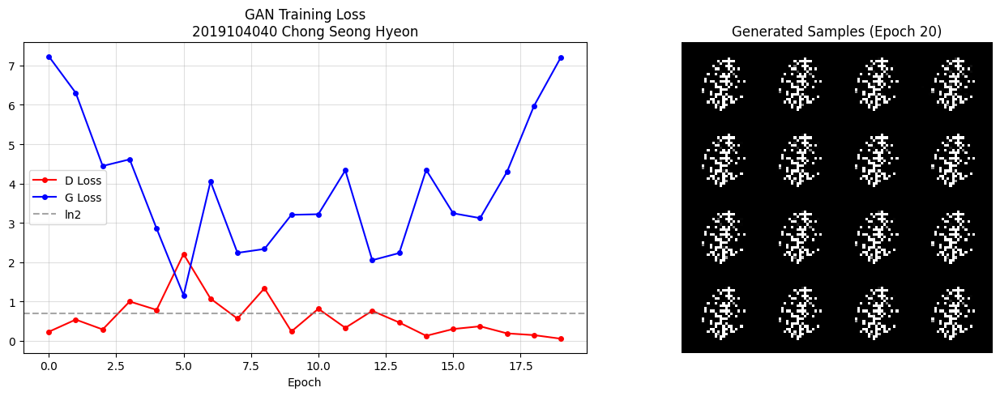 GAN Training Loss
2019104040 Chong Seong Hyeon
7
6
5
4
3
2
1
0
D Loss
G Loss
ln2
0.0 2.5 5.0 7.5 10.0 12.5 15.0 17.5
Epoch
Generated Samples (Epoch 20)